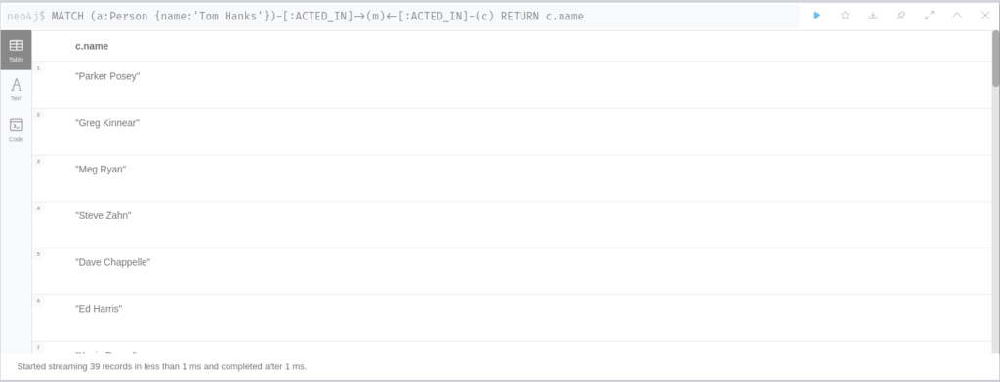 neo4j$ MATCH (a:Person {name:'Tom Hanks'})-[:ACTED_IN]->(m)<-[:ACTED_IN]-(c) RETURN c.name
Table
Text
Code
c.name
1
"Parker Posey"
2
"Greg Kinnear"
3
"Meg Ryan"
4
"Steve Zahn"
5
"Dave Chappelle"
6
"Ed Harris"
7
Started streaming 39 records in less than 1 ms and completed after 1 ms.